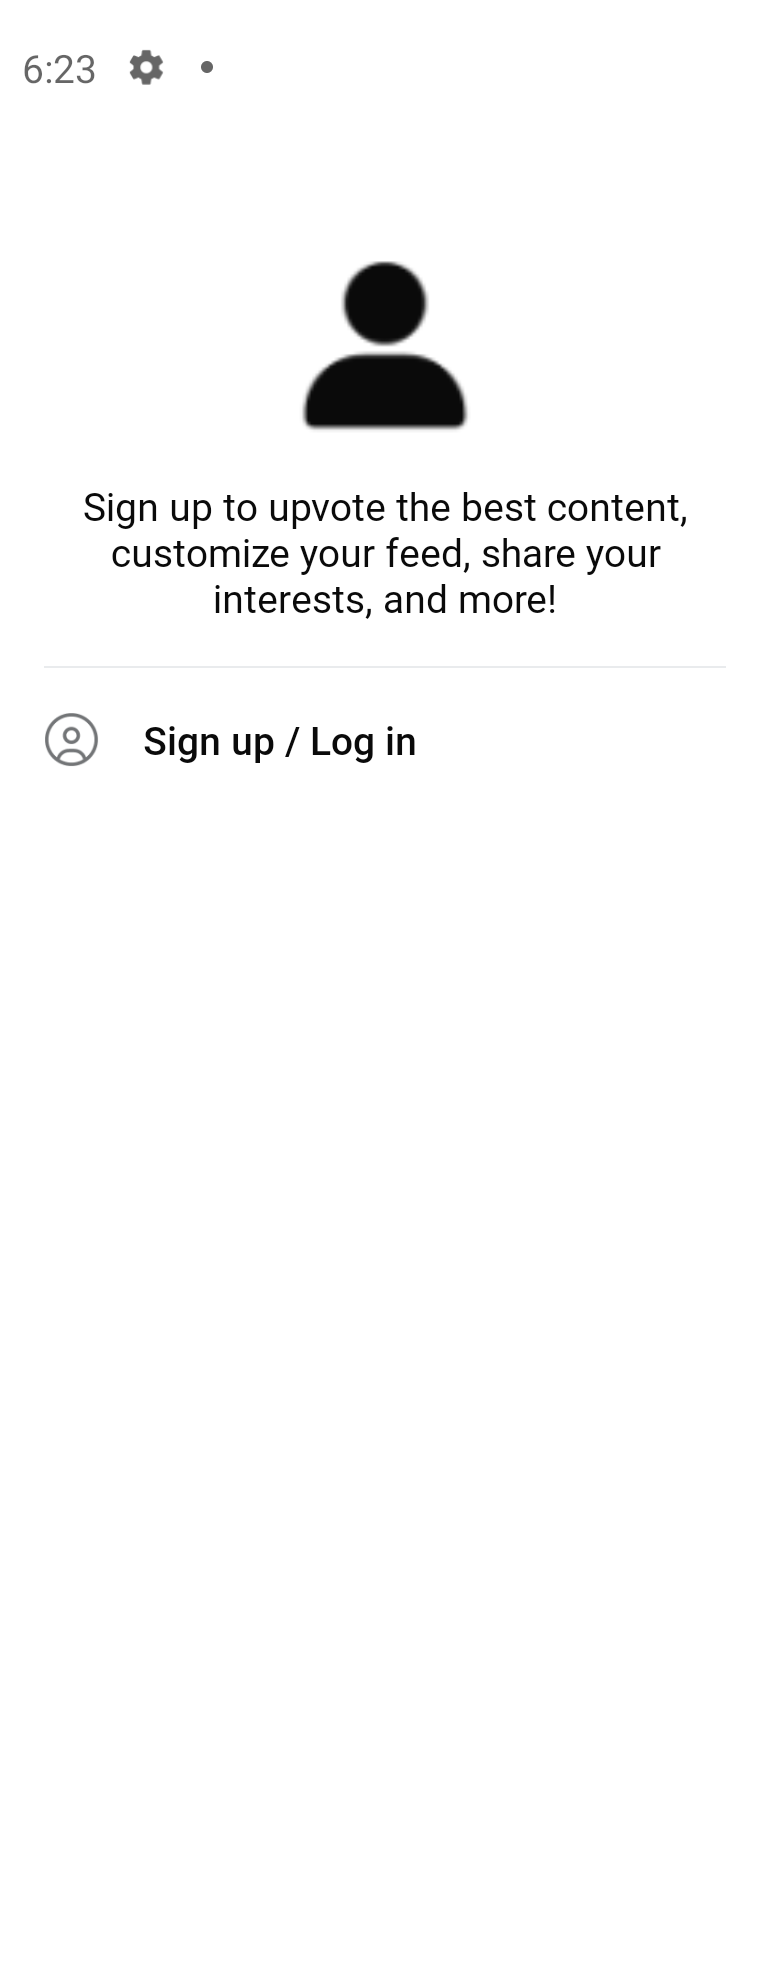 6:23
Sign up to upvote the best content,
customize your feed, share your
interests, and more!
Sign up / Log in